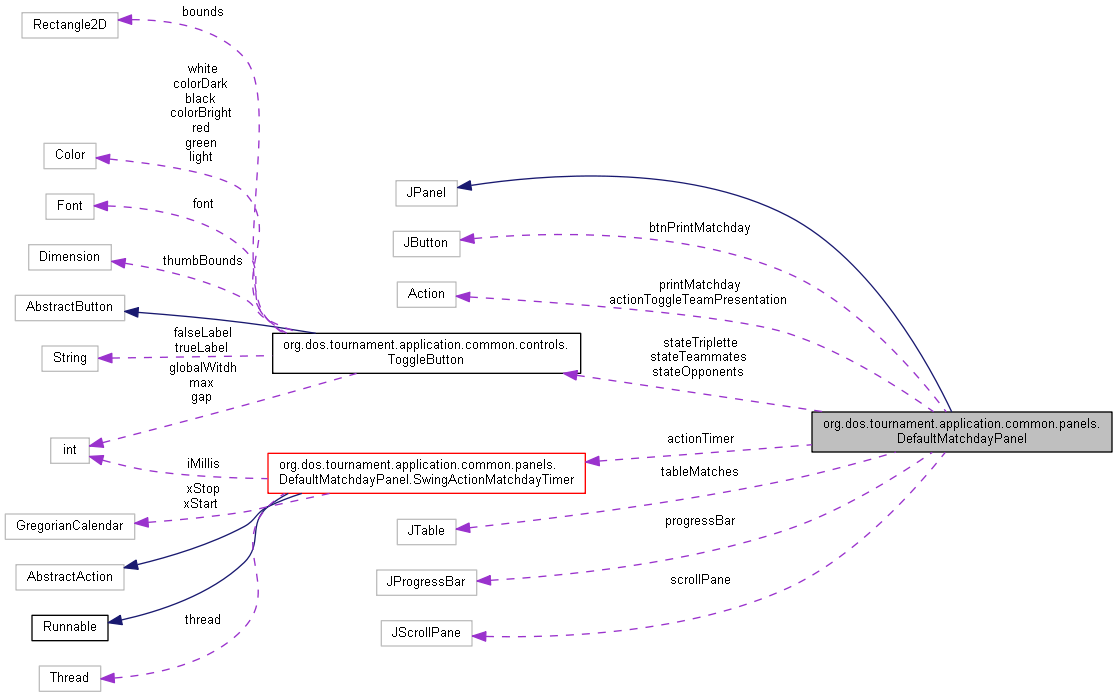 Rectangle2D
bounds
white
colorDark
black
colorBright
red
green
light
Color
Font
font
Dimension
thumbBounds
AbstractButton
String
falseLabel
trueLabel
globalWitdh
max
gap
int
iMillis
xStop
xStart
GregorianCalendar
AbstractAction
Runnable
thread
Thread
org.dos.tournament.application.common.controls.
ToggleButton
org.dos.tournament.application.common.panels.
DefaultMatchdayPanel.SwingActionMatchdayTimer
JPanel
JButton
Action
JTable
JProgressBar
JScrollPane
btnPrintMatchday
printMatchday
actionToggleTeamPresentation
stateTriplette
stateTeammates
stateOpponents
actionTimer
tableMatches
progressBar
scrollPane
org.dos.tournament.application.common.panels.
DefaultMatchdayPanel